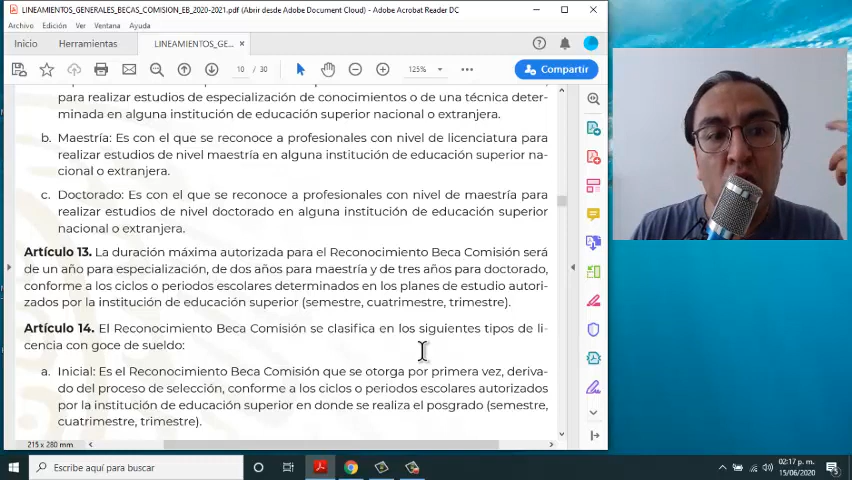 LINEAMIENTOS_GENERALES_BECAS_COMISION_EB_2020-2021.pdf (Abrir desde Adobe Document Cloud) - Adobe Acrobat Reader DC
Archivo Edición Ver Ventana Ayuda
Inicio Herramientas LINEAMIENTOS_GE... ×
10 / 30 125% Compartir
para realizar estudios de especialización de conocimientos o de una técnica deter-
minada en alguna institución de educación superior nacional o extranjera.
b. Maestría: Es con el que se reconoce a profesionales con nivel de licenciatura para
realizar estudios de nivel maestría en alguna institución de educación superior na-
cional o extranjera.
c. Doctorado: Es con el que se reconoce a profesionales con nivel de maestría para
realizar estudios de nivel doctorado en alguna institución de educación superior
nacional o extranjera.
Artículo 13. La duración máxima autorizada para el Reconocimiento Beca Comisión será
de un año para especialización, de dos años para maestría y de tres años para doctorado,
conforme a los ciclos o periodos escolares determinados en los planes de estudio autori-
zados por la institución de educación superior (semestre, cuatrimestre, trimestre).
Artículo 14. El Reconocimiento Beca Comisión se clasifica en los siguientes tipos de li-
cencia con goce de sueldo:
a. Inicial: Es el Reconocimiento Beca Comisión que se otorga por primera vez, deriva-
do del proceso de selección, conforme a los ciclos o periodos escolares autorizados
por la institución de educación superior en donde se realiza el posgrado (semestre,
cuatrimestre, trimestre).
215 x 280 mm
Escribe aquí para buscar
02:17 p. m.
15/06/2020